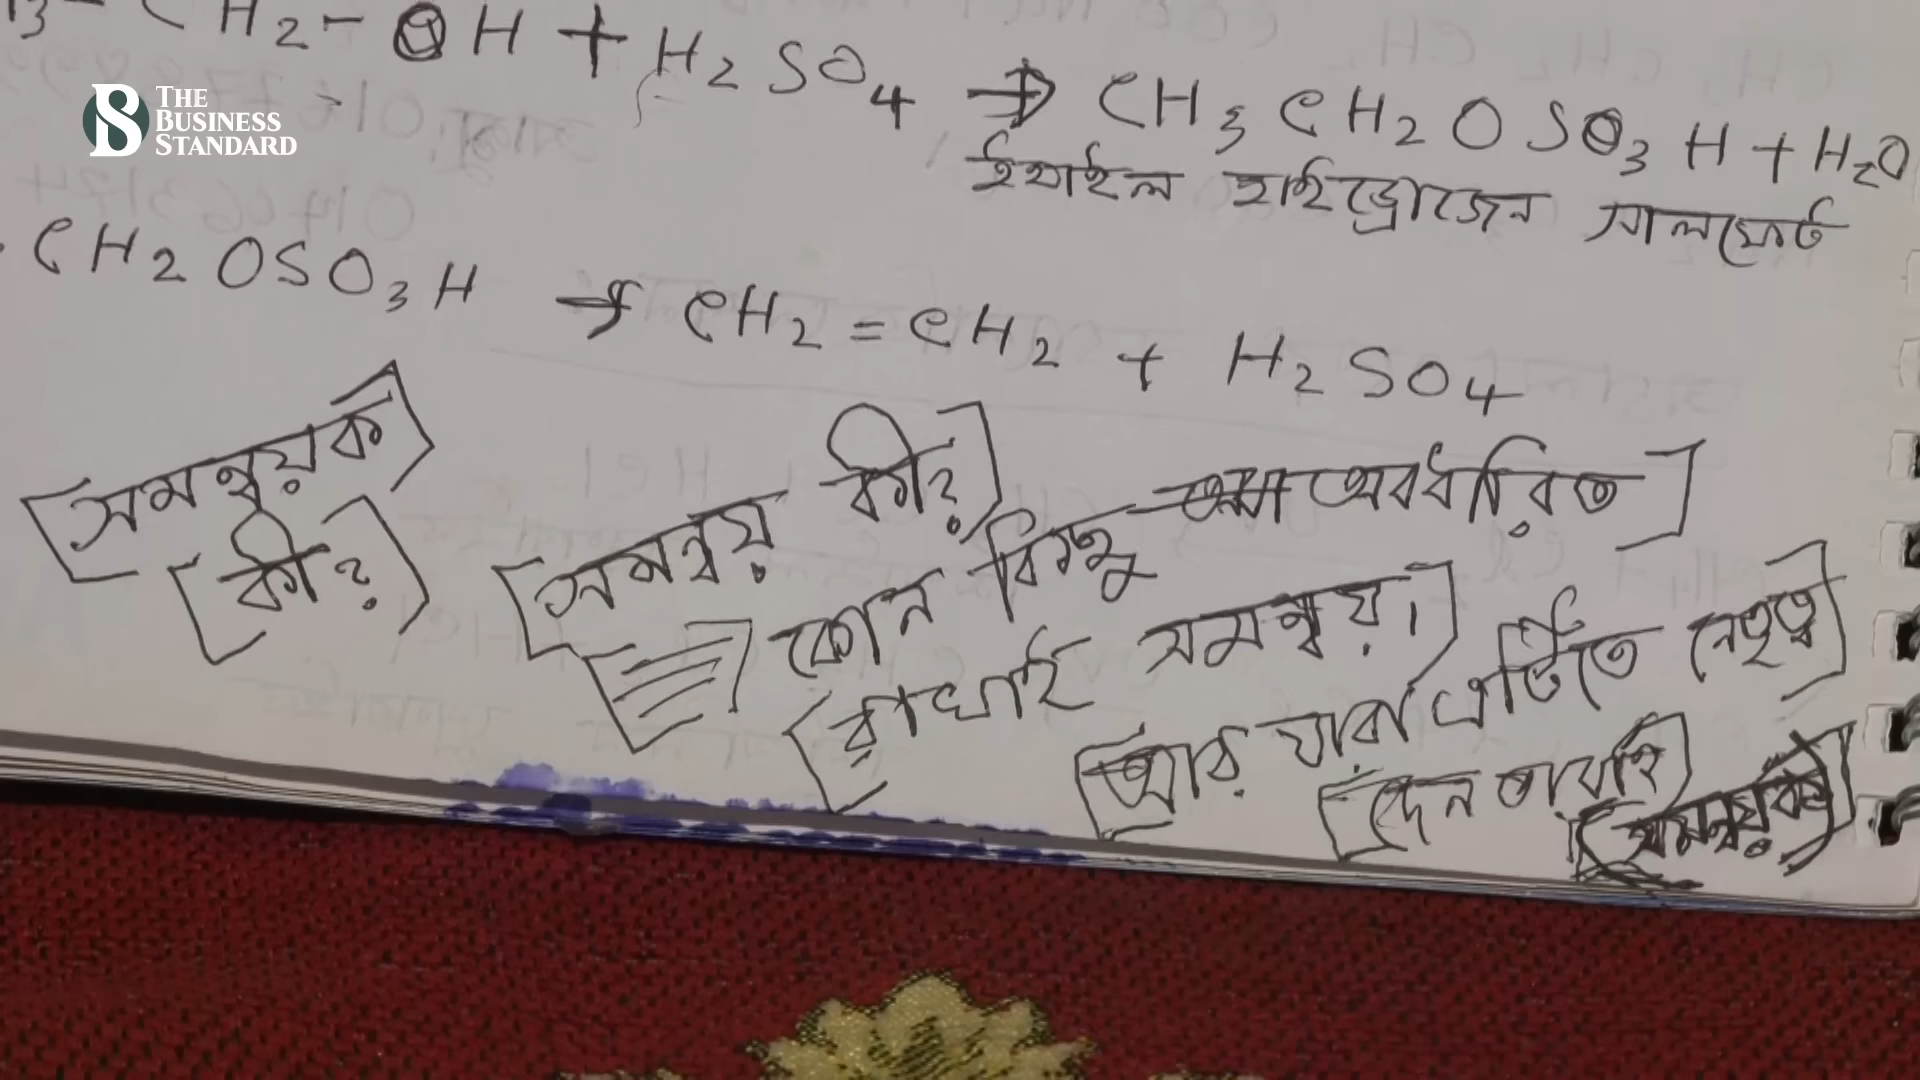 CH2-OH + H2SO4 → CH3CH2OSO3H + H2O
THE
BUSINESS
STANDARD
ইথাইল হাইড্রোজেন সালফেট
CH2OSO3H → CH2=CH2 + H2SO4
সমন্বয়ক
কী?
সমন্বয় কী?
কোন কিছু অবধারিত
রাখাই সমন্বয়।
আর যারা এটিতে নেতৃত্ব
দেন তারাই
সমন্বয়ক